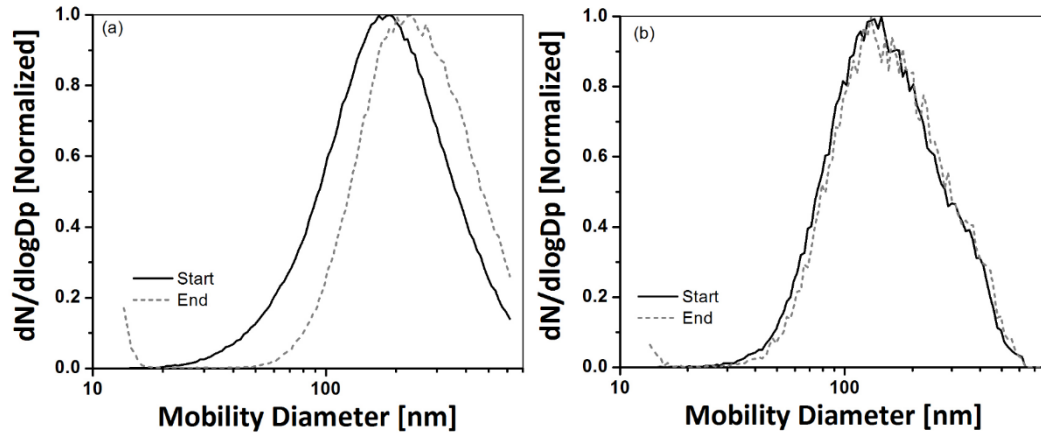 (a)
dN/dlogDp [Normalized]
1.0
0.8
0.6
0.4
0.2
0.0
Start
End
10
100
Mobility Diameter [nm]
(b)
dN/dlogDp [Normalized]
1.0
0.8
0.6
0.4
0.2
0.0
Start
End
10
100
Mobility Diameter [nm]